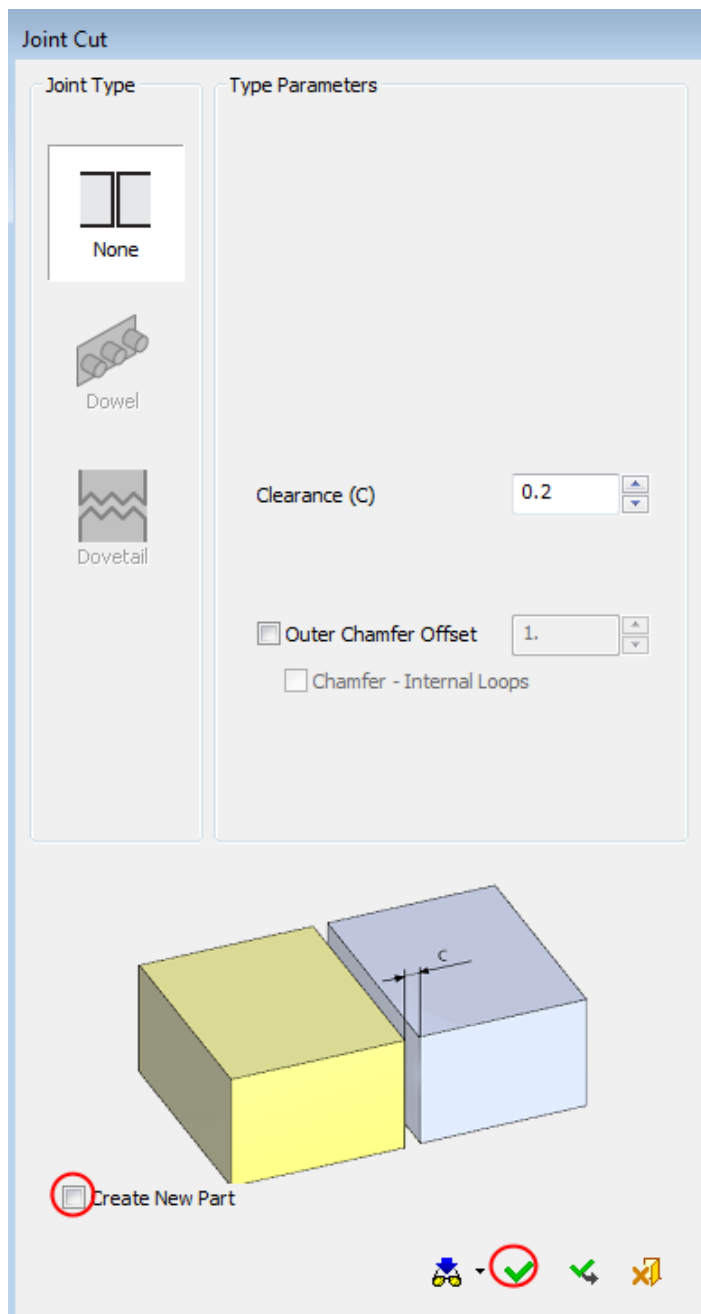 Joint Cut
Joint Type
Type Parameters
None
Dowel
Dovetail
Clearance (C)
0.2
Outer Chamfer Offset
1.
Chamfer - Internal Loops
C
Create New Part